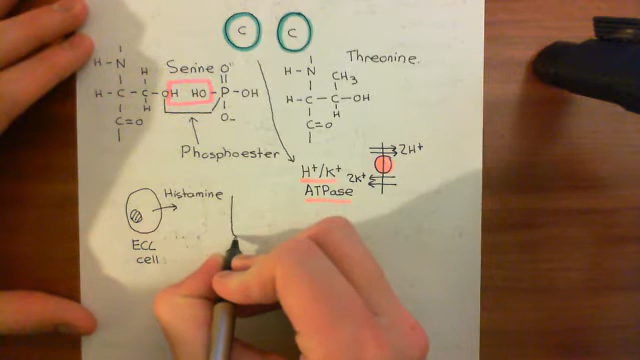 C C
Serine
Threonine.
H-N
H
O
O
H-C-C-OH HO-P-OH
H
C=O
O-
H-N
CH3
H-C-C-OH
H
C=O
Phosphoester
H+/K+
ATPase
2H+
2K+
Histamine
ECL
cell